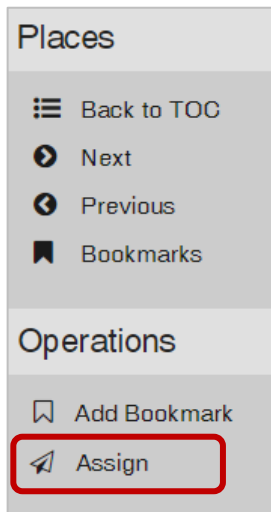 Places
Back to TOC
Next
Previous
Bookmarks
Operations
Add Bookmark
Assign